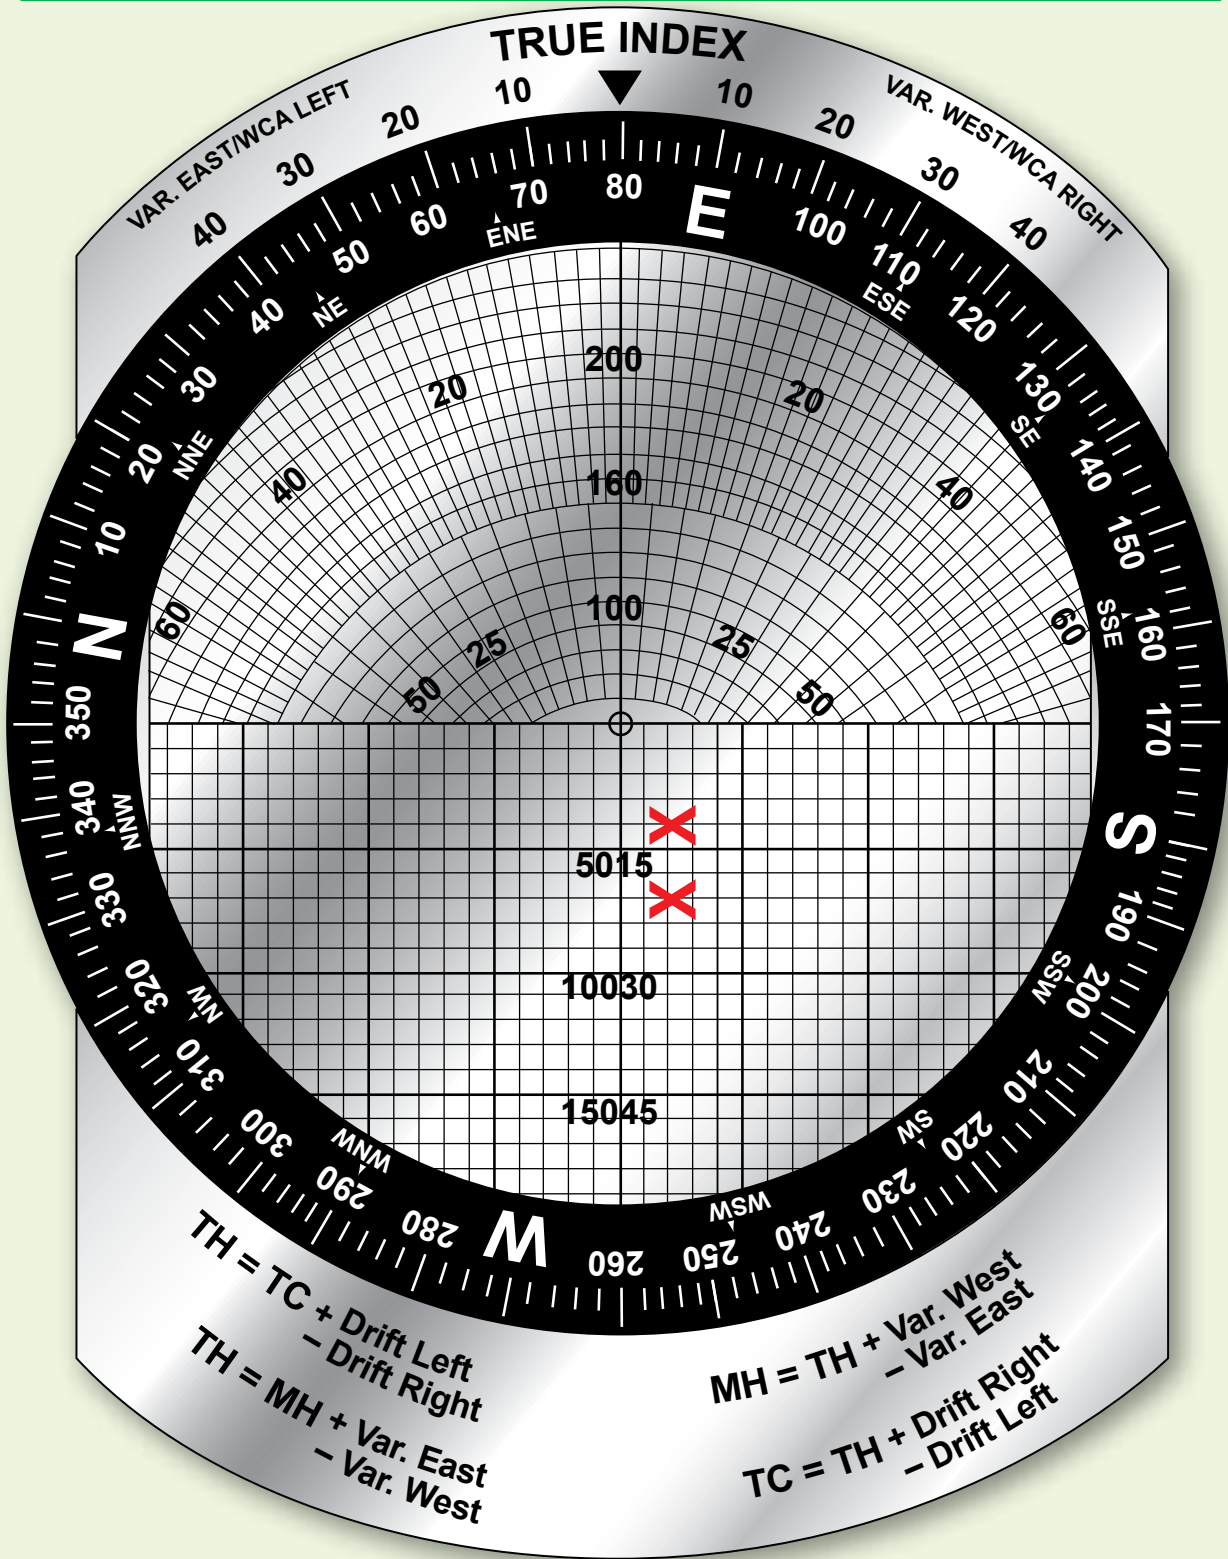 TRUE INDEX
VAR. EAST/WCA LEFT
VAR. WEST/WCA RIGHT
40 30 20 10 10 20 30 40
80
E
100
110
ESE
120
130
SE
140
150
SSE
160
170
S
190
SSW
200
210
220
SW
230
240
WSW
250
260
W
280
WNW
290
300
310
NW
320
330
NNW
340
350
N
10
20
NNE
30
40
NE
50
60
ENE
70
200
20 20
160
40 40
60 60
100
25 25
50 50
X
5015
X
10030
15045
TH = TC + Drift Left
– Drift Right
TH = MH + Var. East
– Var. West
MH = TH + Var. West
– Var. East
TC = TH + Drift Right
– Drift Left